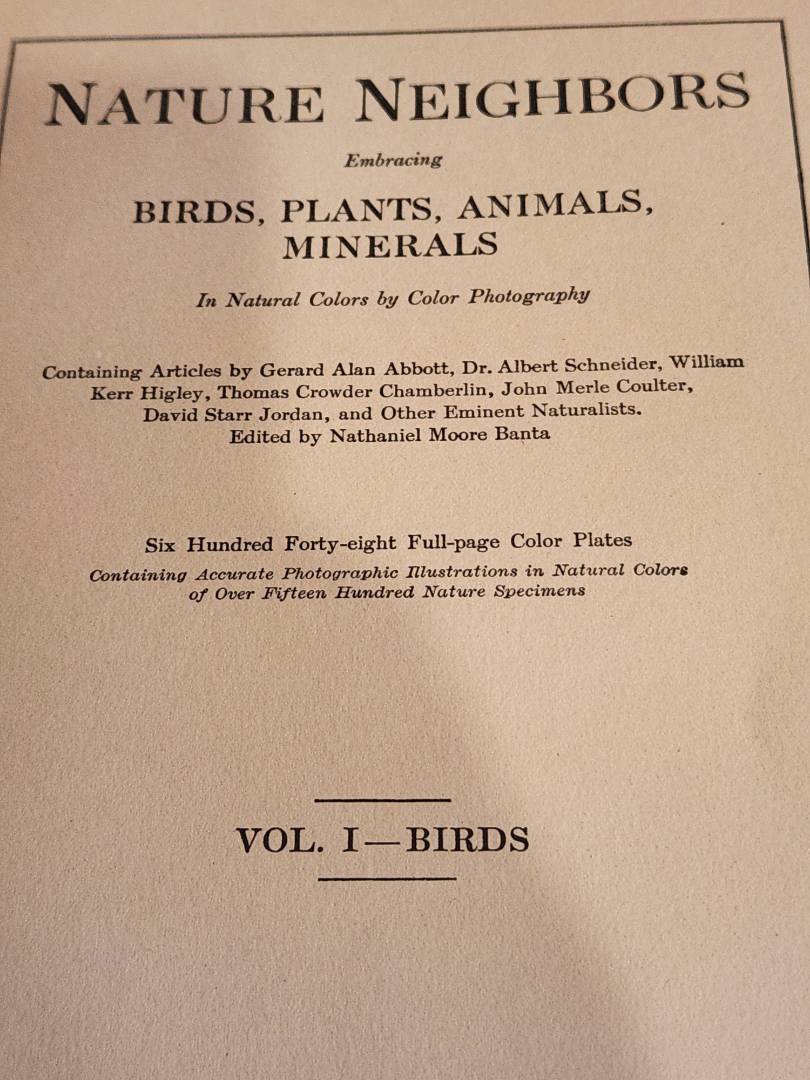 NATURE NEIGHBORS
Embracing
BIRDS, PLANTS, ANIMALS,
MINERALS
In Natural Colors by Color Photography
Containing Articles by Gerard Alan Abbott, Dr. Albert Schneider, William
Kerr Higley, Thomas Crowder Chamberlin, John Merle Coulter,
David Starr Jordan, and Other Eminent Naturalists.
Edited by Nathaniel Moore Banta
Six Hundred Forty-eight Full-page Color Plates
Containing Accurate Photographic Illustrations in Natural Colors
of Over Fifteen Hundred Nature Specimens
VOL. I—BIRDS